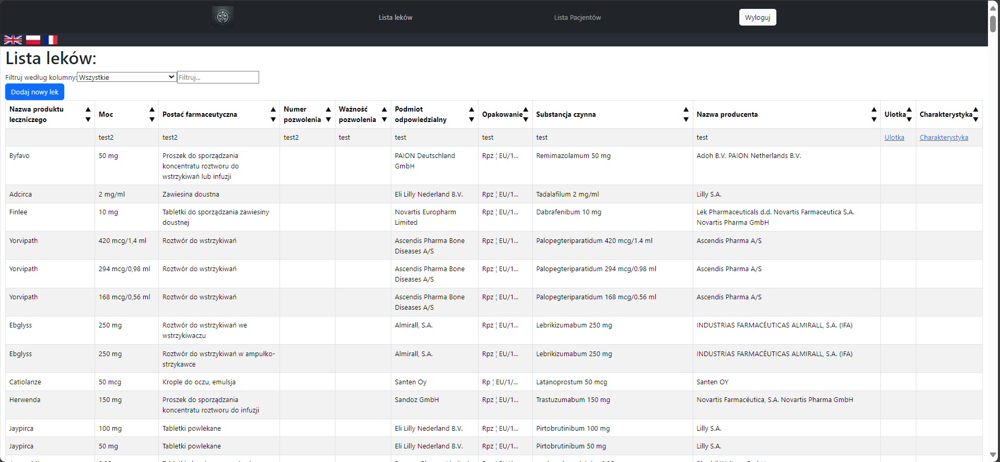 Lista leków
Lista Pacjentów
Wyloguj
Lista leków:
Filtruj według kolumny: Wszystkie Filtruj...
Dodaj nowy lek
Nazwa produktu leczniczego ▲ ▼ Moc ▲ ▼ Postać farmaceutyczna ▲ ▼ Numer pozwolenia ▲ ▼ Ważność pozwolenia ▲ ▼ Podmiot odpowiedzialny ▲ ▼ Opakowanie ▲ ▼ Substancja czynna ▲ ▼ Nazwa producenta ▲ ▼ Ulotka ▲ ▼ Charakterystyka ▲ ▼
test2 test2 test2 test test test test test Ulotka Charakterystyka
Byfavo 50 mg Proszek do sporządzania koncentratu roztworu do wstrzykiwań lub infuzji PAION Deutschland GmbH Rpz ¦ EU/1... Remimazolamum 50 mg Adoh B.V. PAION Netherlands B.V.
Adcirca 2 mg/ml Zawiesina doustna Eli Lilly Nederland B.V. Rpz ¦ EU/1... Tadalafilum 2 mg/ml Lilly S.A.
Finlee 10 mg Tabletki do sporządzania zawiesiny doustnej Novartis Europharm Limited Rpz ¦ EU/1... Dabrafenibum 10 mg Lek Pharmaceuticals d.d. Novartis Farmaceutica S.A. Novartis Pharma GmbH
Yorvipath 420 mcg/1,4 ml Roztwór do wstrzykiwań Ascendis Pharma Bone Diseases A/S Rpz ¦ EU/1... Palopegteriparatidum 420 mcg/1.4 ml Ascendis Pharma A/S
Yorvipath 294 mcg/0,98 ml Roztwór do wstrzykiwań Ascendis Pharma Bone Diseases A/S Rpz ¦ EU/1... Palopegteriparatidum 294 mcg/0.98 ml Ascendis Pharma A/S
Yorvipath 168 mcg/0,56 ml Roztwór do wstrzykiwań Ascendis Pharma Bone Diseases A/S Rpz ¦ EU/1... Palopegteriparatidum 168 mcg/0.56 ml Ascendis Pharma A/S
Ebglyss 250 mg Roztwór do wstrzykiwań we wstrzykiwaczu Almirall, S.A. Rpz ¦ EU/1... Lebrikizumabum 250 mg INDUSTRIAS FARMACÉUTICAS ALMIRALL, S.A. (IFA)
Ebglyss 250 mg Roztwór do wstrzykiwań w ampułko-strzykawce Almirall, S.A. Rpz ¦ EU/1... Lebrikizumabum 250 mg INDUSTRIAS FARMACÉUTICAS ALMIRALL, S.A. (IFA)
Catiolanze 50 mcg Krople do oczu, emulsja Santen Oy Rp ¦ EU/1/... Latanoprostum 50 mcg Santen OY
Herwenda 150 mg Proszek do sporządzania koncentratu roztworu do infuzji Sandoz GmbH Rpz ¦ EU/1... Trastuzumabum 150 mg Novartis Farmacéutica, S.A. Novartis Pharma GmbH
Jaypirca 100 mg Tabletki powlekane Eli Lilly Nederland B.V. Rpz ¦ EU/1... Pirtobrutinibum 100 mg Lilly S.A.
Jaypirca 50 mg Tabletki powlekane Eli Lilly Nederland B.V. Rpz ¦ EU/1... Pirtobrutinibum 50 mg Lilly S.A.